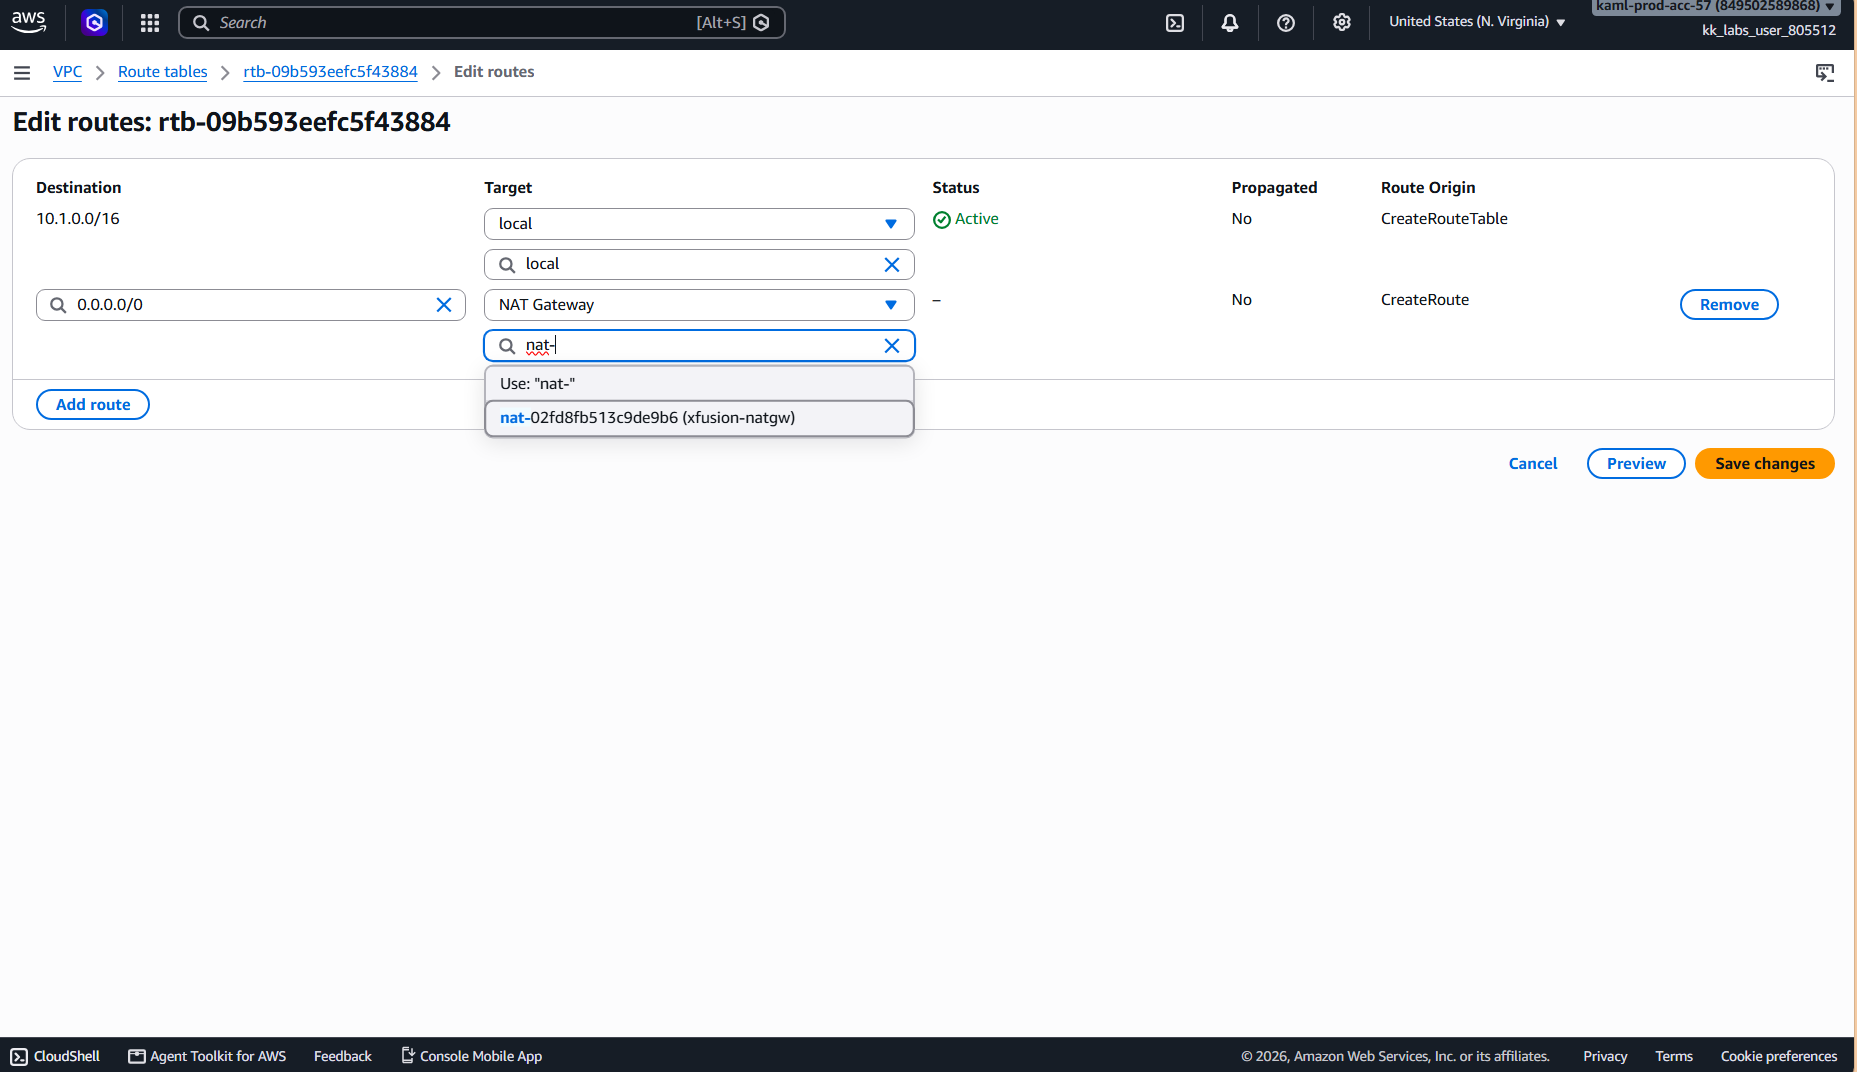 aws
Search [Alt+S]
United States (N. Virginia)
kaml-prod-acc-57 (849502589868)
kk_labs_user_805512
VPC Route tables rtb-09b593eefc5f43884 Edit routes
Edit routes: rtb-09b593eefc5f43884
Destination Target Status Propagated Route Origin
10.1.0.0/16 local Active No CreateRouteTable
local
0.0.0.0/0 NAT Gateway – No CreateRoute Remove
nat-
Use: "nat-"
Add route
nat-02fd8fb513c9de9b6 (xfusion-natgw)
Cancel Preview Save changes
CloudShell Agent Toolkit for AWS Feedback Console Mobile App © 2026, Amazon Web Services, Inc. or its affiliates. Privacy Terms Cookie preferences